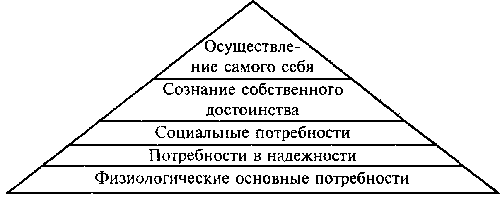 Осуществле-
ние самого себя
Сознание собственного
достоинства
Социальные потребности
Потребности в надежности
Физиологические основные потребности